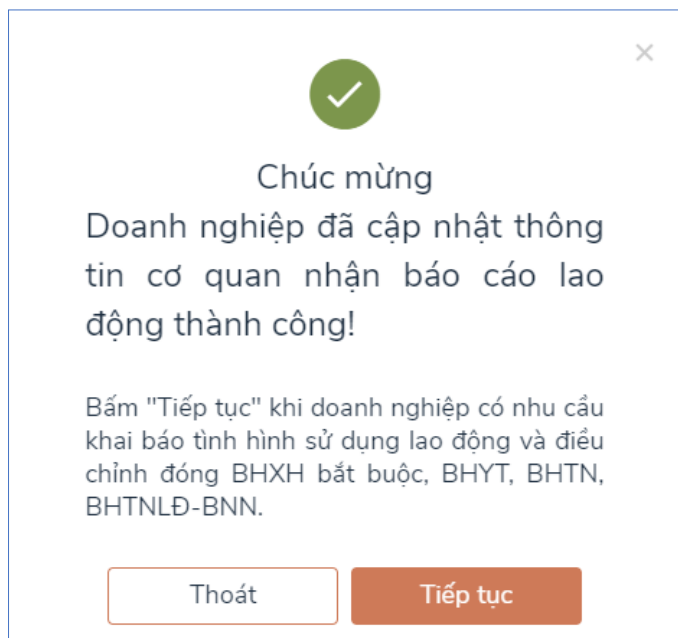 Chúc mừng
Doanh nghiệp đã cập nhật thông
tin cơ quan nhận báo cáo lao
động thành công!
Bấm "Tiếp tục" khi doanh nghiệp có nhu cầu
khai báo tình hình sử dụng lao động và điều
chỉnh đóng BHXH bắt buộc, BHYT, BHTN,
BHTNLĐ-BNN.
Thoát
Tiếp tục